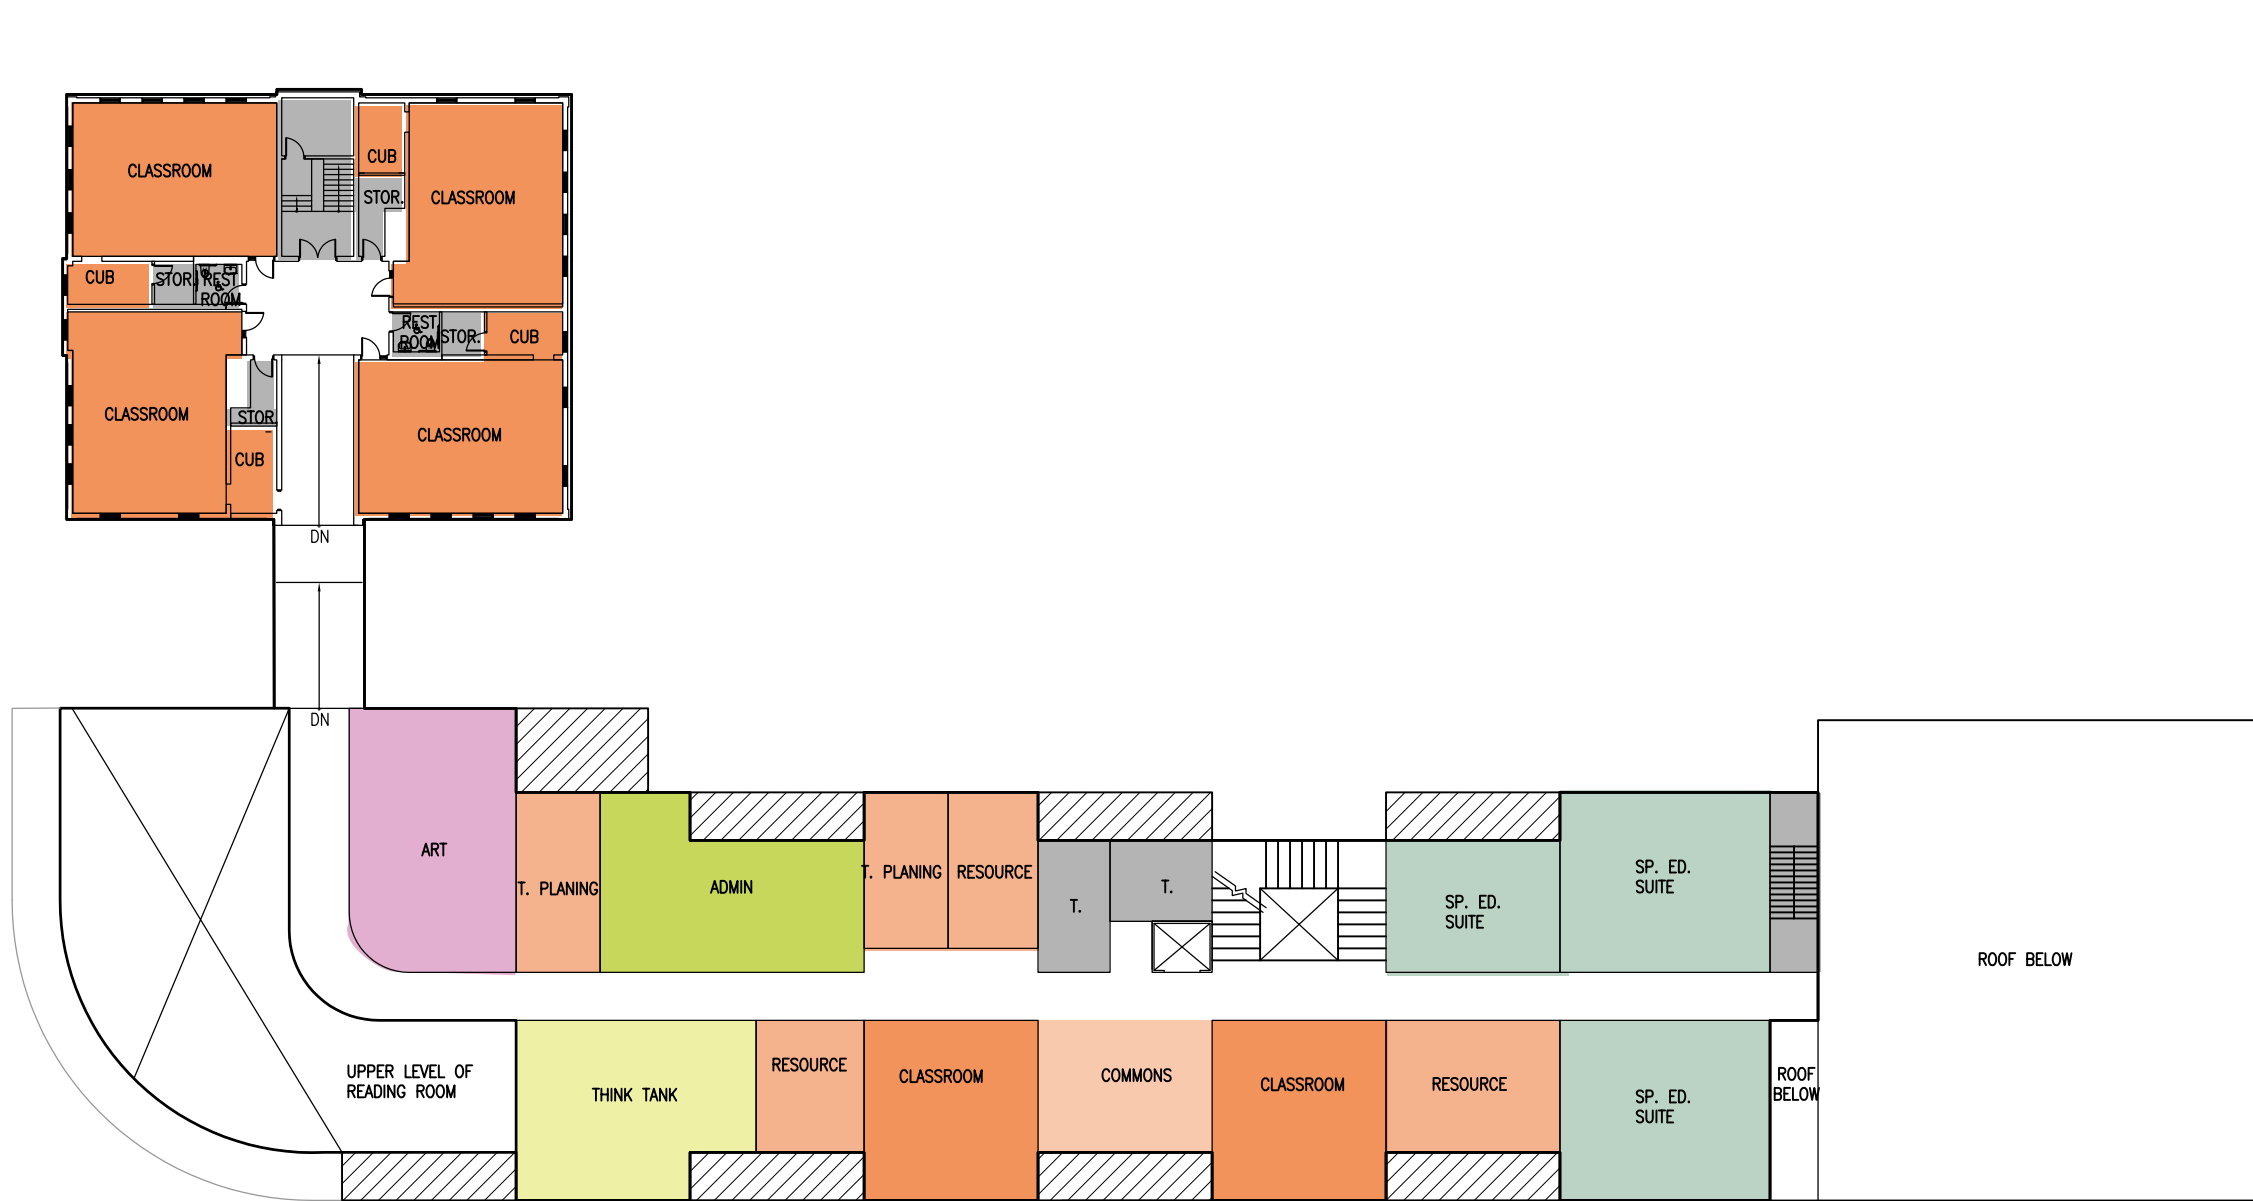 CLASSROOM
CUB
STOR.
CLASSROOM
CUB
STOR.
REST
ROOM
REST
ROOM
STOR.
CUB
CLASSROOM
STOR.
CUB
CLASSROOM
DN
DN
ART
T. PLANING
ADMIN
T. PLANING
RESOURCE
T.
T.
SP. ED.
SUITE
SP. ED.
SUITE
ROOF BELOW
UPPER LEVEL OF
READING ROOM
THINK TANK
RESOURCE
CLASSROOM
COMMONS
CLASSROOM
RESOURCE
SP. ED.
SUITE
ROOF
BELOW